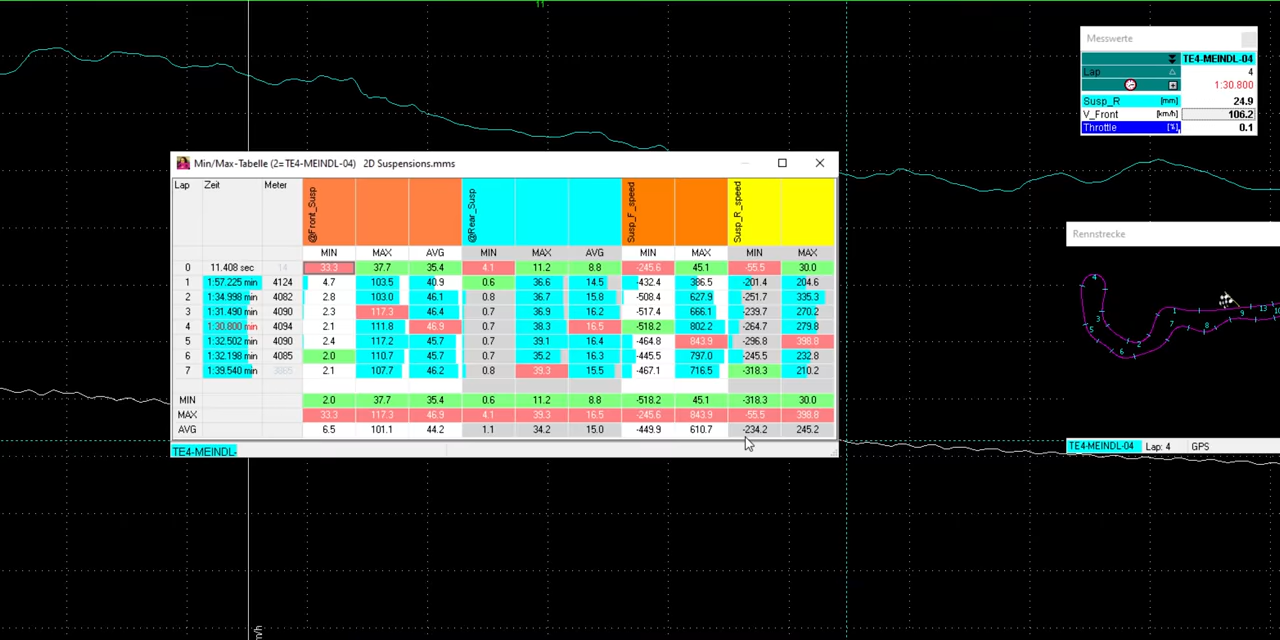 11
Messwerte
TE4-MEINDL-04
Lap 4
1:30.800
Susp_R [mm] 24.9
V_Front [km/h] 106.2
Throttle [%] 0.1
Min/Max-Tabelle (2=TE4-MEINDL-04) 2D Suspensions.mms
Lap Zeit Meter @Front_Susp @Rear_Susp Susp_F_speed Susp_R_speed
MIN MAX AVG MIN MAX AVG MIN MAX MIN MAX
0 11.408 sec 14 33.3 37.7 35.4 4.1 11.2 8.8 -245.6 45.1 -55.5 30.0
1 1:57.225 min 4124 4.7 103.5 40.9 0.6 36.6 14.5 -432.4 386.5 -201.4 204.6
2 1:34.998 min 4082 2.8 103.0 46.1 0.8 36.7 15.8 -508.4 627.9 -251.7 335.3
3 1:31.490 min 4090 2.3 117.3 46.4 0.7 36.9 16.2 -517.4 666.1 -239.7 270.2
4 1:30.800 min 4094 2.1 111.8 46.9 0.7 38.3 16.5 -518.2 802.2 -264.7 279.8
5 1:32.502 min 4090 2.4 117.2 45.7 0.7 39.1 16.4 -464.8 843.9 -296.8 398.8
6 1:32.198 min 4085 2.0 110.7 45.7 0.7 35.2 16.3 -445.5 797.0 -245.5 232.8
7 1:39.540 min 3865 2.1 107.7 46.2 0.8 39.3 15.5 -467.1 716.5 -318.3 210.2
MIN 2.0 37.7 35.4 0.6 11.2 8.8 -518.2 45.1 -318.3 30.0
MAX 33.3 117.3 46.9 4.1 39.3 16.5 -245.6 843.9 -55.5 398.8
AVG 6.5 101.1 44.2 1.1 34.2 15.0 -449.9 610.7 -234.2 245.2
TE4-MEINDL-
Rennstrecke
4
5
3
6
2
1
7
8
9
13
10
TE4-MEINDL-04 Lap: 4 GPS
m/h